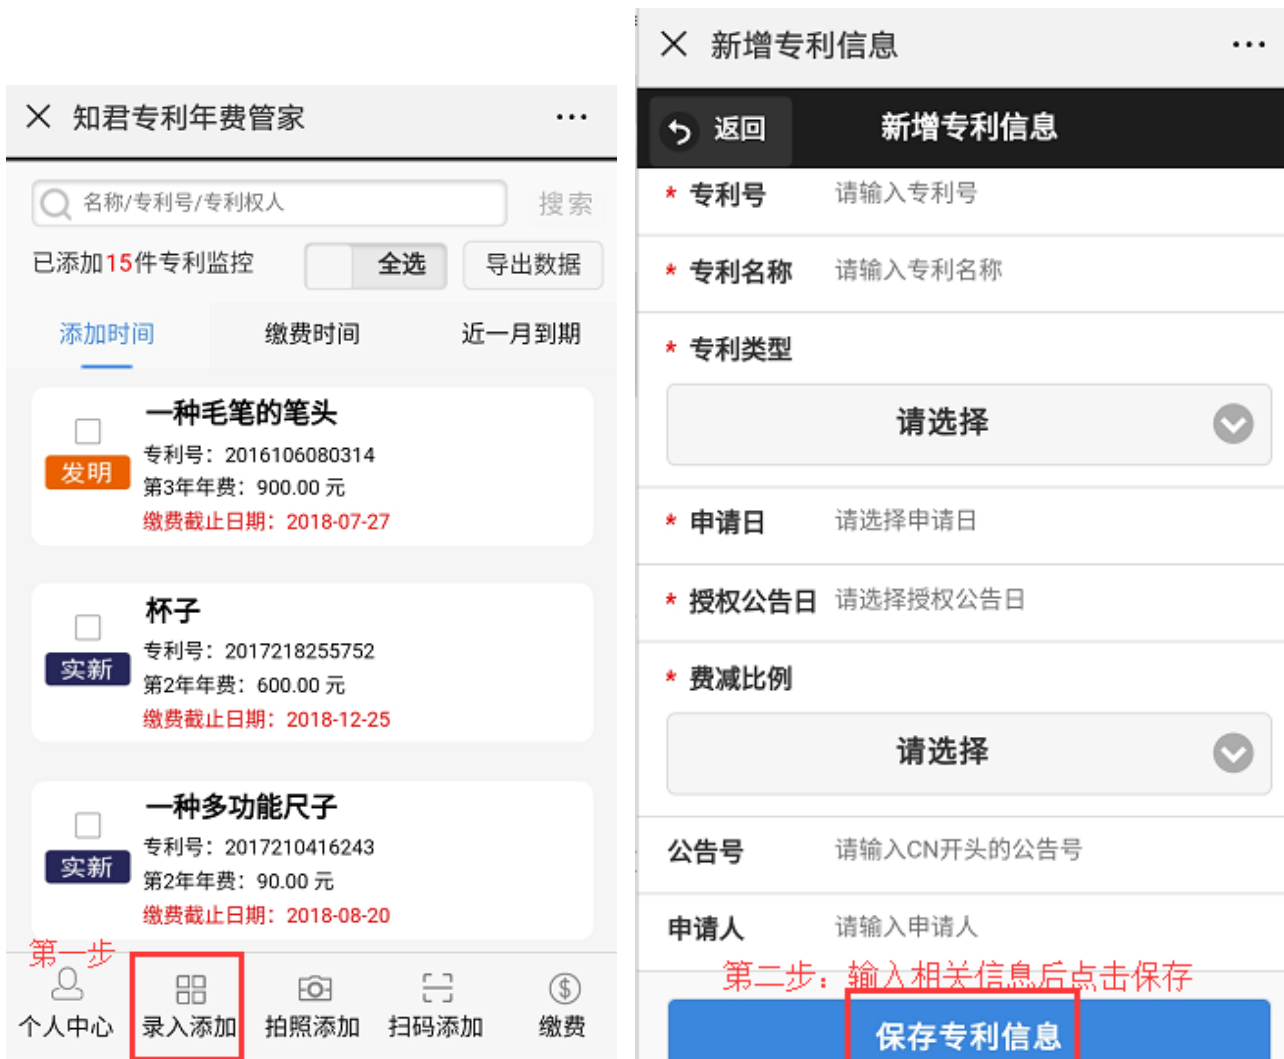 知君专利年费管家
名称/专利号/专利权人
搜索
已添加15件专利监控
全选
导出数据
添加时间
缴费时间
近一月到期
一种毛笔的笔头
发明
专利号：2016106080314
第3年年费：900.00 元
缴费截止日期：2018-07-27
杯子
实新
专利号：2017218255752
第2年年费：600.00 元
缴费截止日期：2018-12-25
一种多功能尺子
实新
专利号：2017210416243
第2年年费：90.00 元
缴费截止日期：2018-08-20
第一步
个人中心
录入添加
拍照添加
扫码添加
缴费
新增专利信息
返回
新增专利信息
* 专利号 请输入专利号
* 专利名称 请输入专利名称
* 专利类型
请选择
* 申请日 请选择申请日
* 授权公告日 请选择授权公告日
* 费减比例
请选择
公告号 请输入CN开头的公告号
申请人 请输入申请人
第二步：输入相关信息后点击保存
保存专利信息